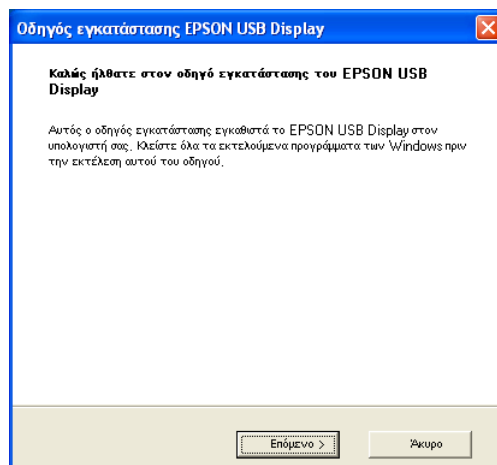 Οδηγός εγκατάστασης EPSON USB Display
Καλώς ήλθατε στον οδηγό εγκατάστασης του EPSON USB
Display
Αυτός ο οδηγός εγκατάστασης εγκαθιστά το EPSON USB Display στον
υπολογιστή σας. Κλείστε όλα τα εκτελούμενα προγράμματα των Windows πριν
την εκτέλεση αυτού του οδηγού.
Επόμενο >
Άκυρο